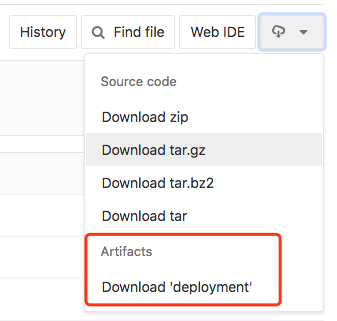 History
Find file
Web IDE
Source code
Download zip
Download tar.gz
Download tar.bz2
Download tar
Artifacts
Download 'deployment'